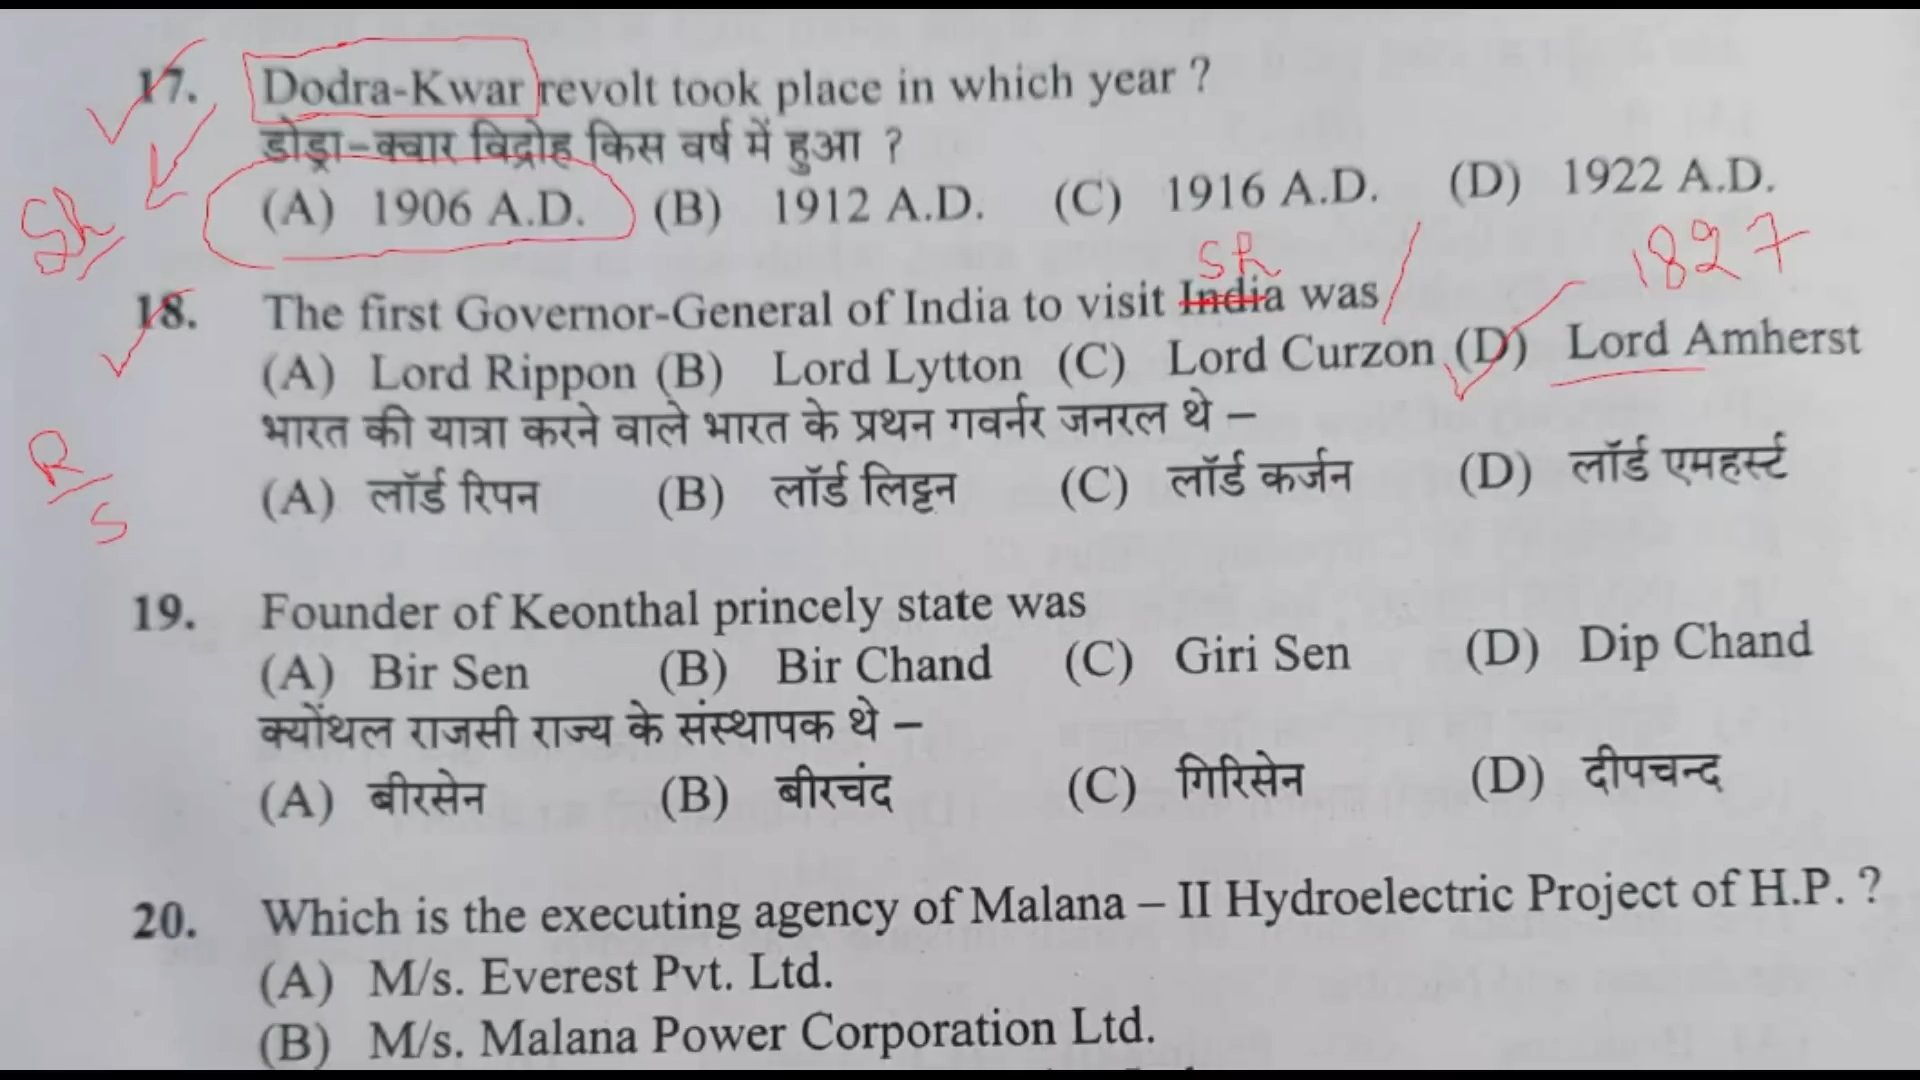 17. Dodra-Kwar revolt took place in which year ?
डोड्रा-क्वार विद्रोह किस वर्ष में हुआ ?
(A) 1906 A.D. (B) 1912 A.D. (C) 1916 A.D. (D) 1922 A.D.
Sh
Sh
1827
18. The first Governor-General of India to visit India was
(A) Lord Rippon (B) Lord Lytton (C) Lord Curzon (D) Lord Amherst
भारत की यात्रा करने वाले भारत के प्रथन गवर्नर जनरल थे –
(A) लॉर्ड रिपन (B) लॉर्ड लिट्टन (C) लॉर्ड कर्जन (D) लॉर्ड एमहर्स्ट
R/S
19. Founder of Keonthal princely state was
(A) Bir Sen (B) Bir Chand (C) Giri Sen (D) Dip Chand
क्योंथल राजसी राज्य के संस्थापक थे –
(A) बीरसेन (B) बीरचंद (C) गिरिसेन (D) दीपचन्द
20. Which is the executing agency of Malana – II Hydroelectric Project of H.P. ?
(A) M/s. Everest Pvt. Ltd.
(B) M/s. Malana Power Corporation Ltd.